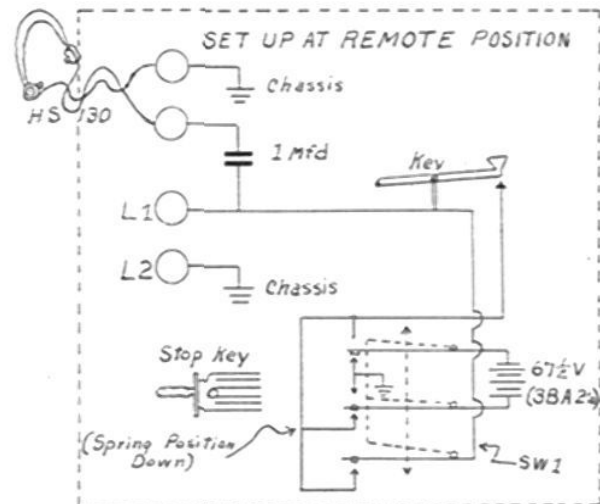 SET UP AT REMOTE POSITION
HS 130
Chassis
1 Mfd
Key
L1
L2
Chassis
Stop Key
67½V
(3BA2's)
(Spring Position
Down)
SW1